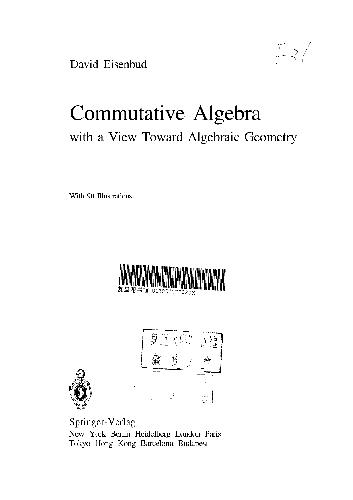 David Eisenbud
Commutative Algebra
with a View Toward Algebraic Geometry
With 90 Illustrations
Springer-Verlag
New York Berlin Heidelberg London Paris
Tokyo Hong Kong Barcelona Budapest